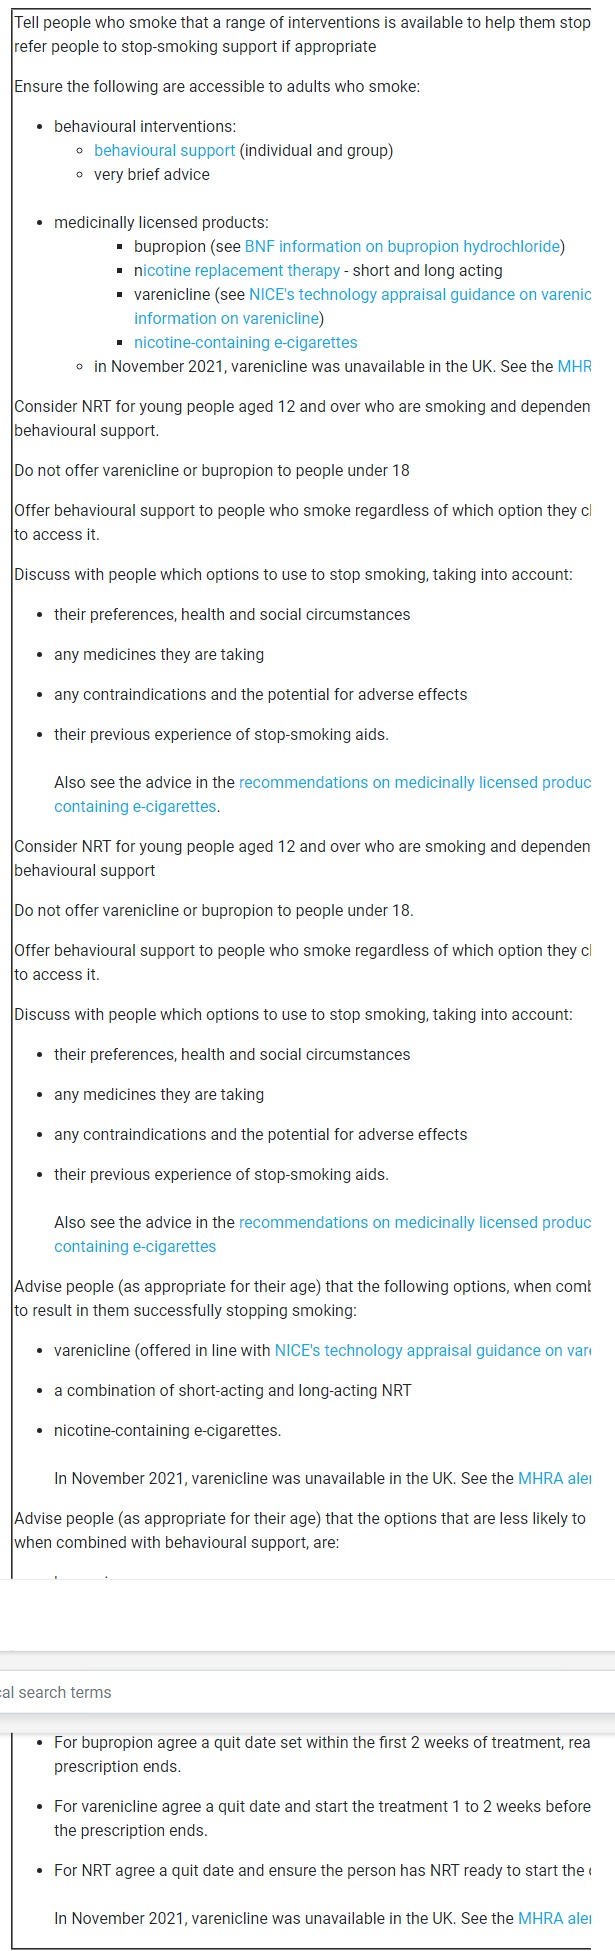 Tell people who smoke that a range of interventions is available to help them stop
refer people to stop-smoking support if appropriate
Ensure the following are accessible to adults who smoke:
behavioural interventions:
behavioural support (individual and group)
very brief advice
medicinally licensed products:
bupropion (see BNF information on bupropion hydrochloride)
nicotine replacement therapy - short and long acting
varenicline (see NICE's technology appraisal guidance on varenic
information on varenicline)
nicotine-containing e-cigarettes
in November 2021, varenicline was unavailable in the UK. See the MHR
Consider NRT for young people aged 12 and over who are smoking and dependen
behavioural support.
Do not offer varenicline or bupropion to people under 18
Offer behavioural support to people who smoke regardless of which option they
to access it.
Discuss with people which options to use to stop smoking, taking into account:
their preferences, health and social circumstances
any medicines they are taking
any contraindications and the potential for adverse effects
their previous experience of stop-smoking aids.
Also see the advice in the recommendations on medicinally licensed produc
containing e-cigarettes.
Consider NRT for young people aged 12 and over who are smoking and dependen
behavioural support
Do not offer varenicline or bupropion to people under 18.
Offer behavioural support to people who smoke regardless of which option they
to access it.
Discuss with people which options to use to stop smoking, taking into account:
their preferences, health and social circumstances
any medicines they are taking
any contraindications and the potential for adverse effects
their previous experience of stop-smoking aids.
Also see the advice in the recommendations on medicinally licensed produc
containing e-cigarettes
Advise people (as appropriate for their age) that the following options, when comb
to result in them successfully stopping smoking:
varenicline (offered in line with NICE's technology appraisal guidance on var
a combination of short-acting and long-acting NRT
nicotine-containing e-cigarettes.
In November 2021, varenicline was unavailable in the UK. See the MHRA aler
Advise people (as appropriate for their age) that the options that are less likely to
when combined with behavioural support, are:
cal search terms
For bupropion agree a quit date set within the first 2 weeks of treatment, rea
prescription ends.
For varenicline agree a quit date and start the treatment 1 to 2 weeks before
the prescription ends.
For NRT agree a quit date and ensure the person has NRT ready to start the
In November 2021, varenicline was unavailable in the UK. See the MHRA aler